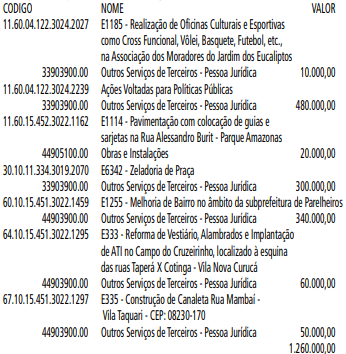 CODIGO NOME VALOR
11.60.04.122.3024.2027 E1185 - Realização de Oficinas Culturais e Esportivas
como Cross Funcional, Vôlei, Basquete, Futebol, etc.,
na Associação dos Moradores do Jardim dos Eucaliptos
33903900.00 Outros Serviços de Terceiros - Pessoa Jurídica 10.000,00
11.60.04.122.3024.2239 Ações Voltadas para Políticas Públicas
33903900.00 Outros Serviços de Terceiros - Pessoa Jurídica 480.000,00
11.60.15.452.3022.1162 E1114 - Pavimentação com colocação de guias e
sarjetas na Rua Alessandro Burit - Parque Amazonas
44905100.00 Obras e Instalações 20.000,00
30.10.11.334.3019.2070 E6342 - Zeladoria de Praça
33903900.00 Outros Serviços de Terceiros - Pessoa Jurídica 300.000,00
60.10.15.451.3022.1459 E1255 - Melhoria de Bairro no âmbito da subprefeitura de Parelheiros
44903900.00 Outros Serviços de Terceiros - Pessoa Jurídica 340.000,00
64.10.15.451.3022.1295 E333 - Reforma de Vestiário, Alambrados e Implantação
de ATI no Campo do Cruzeirinho, localizado à esquina
das ruas Taperá X Cotinga - Vila Nova Curucá
44903900.00 Outros Serviços de Terceiros - Pessoa Jurídica 60.000,00
67.10.15.451.3022.1297 E335 - Construção de Canaleta Rua Mambaí -
Vila Taquari - CEP: 08230-170
44903900.00 Outros Serviços de Terceiros - Pessoa Jurídica 50.000,00
1.260.000,00